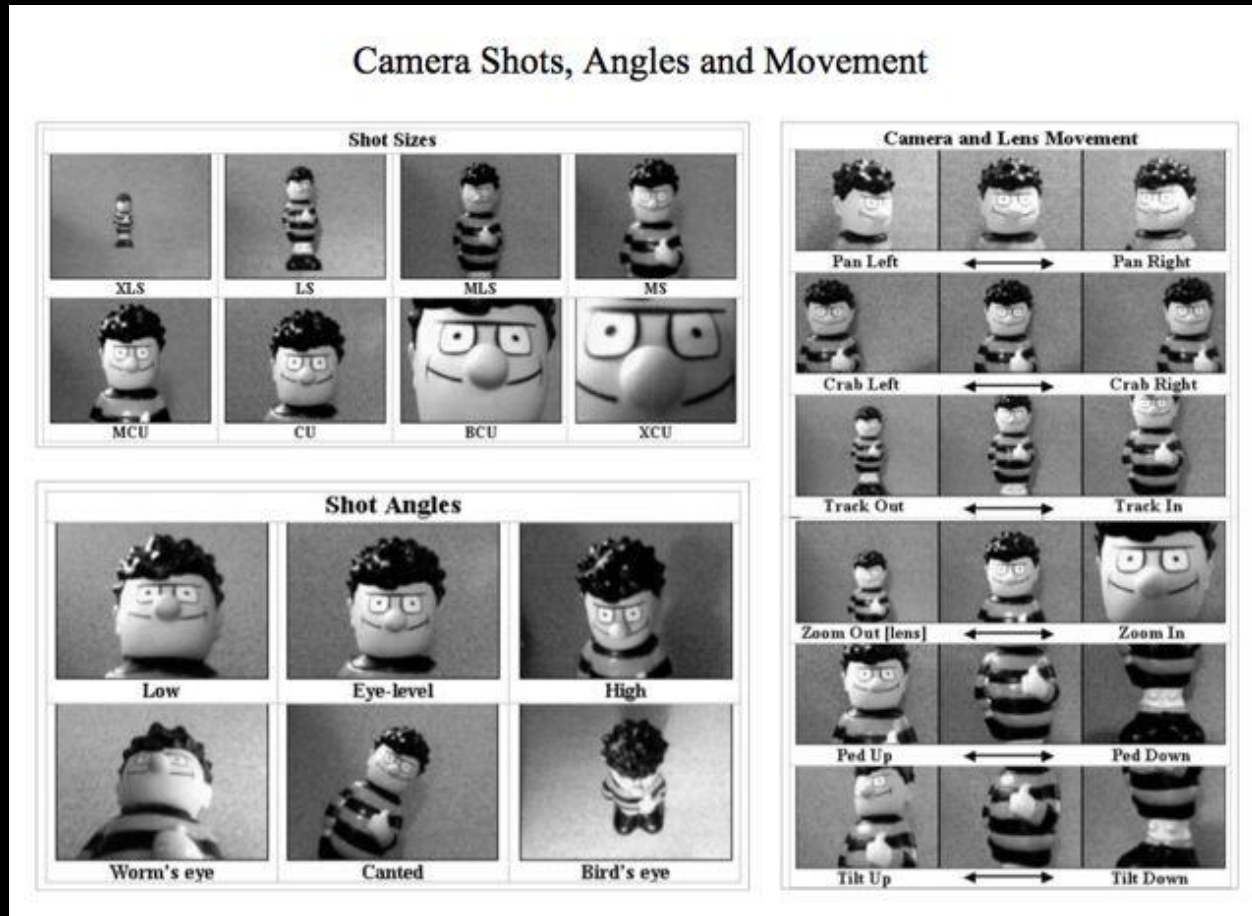 Camera Shots, Angles and Movement
Shot Sizes
XLS
LS
MLS
MS
MCU
CU
BCU
XCU
Shot Angles
Low
Eye-level
High
Worm's eye
Canted
Bird's eye
Camera and Lens Movement
Pan Left
Pan Right
Crab Left
Crab Right
Track Out
Track In
Zoom Out [lens]
Zoom In
Ped Up
Ped Down
Tilt Up
Tilt Down